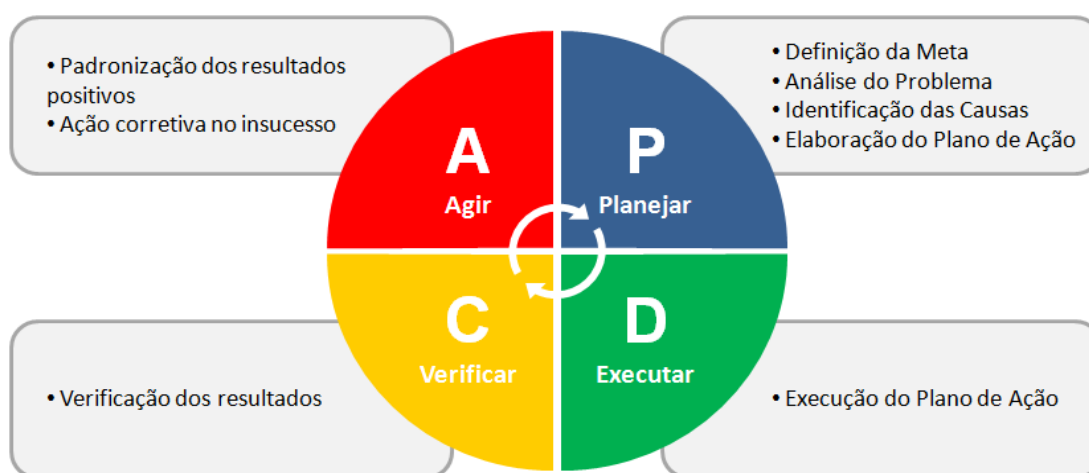 • Padronização dos resultados
positivos
• Ação corretiva no insucesso
A
Agir
P
Planejar
• Definição da Meta
• Análise do Problema
• Identificação das Causas
• Elaboração do Plano de Ação
• Verificação dos resultados
C
Verificar
D
Executar
• Execução do Plano de Ação